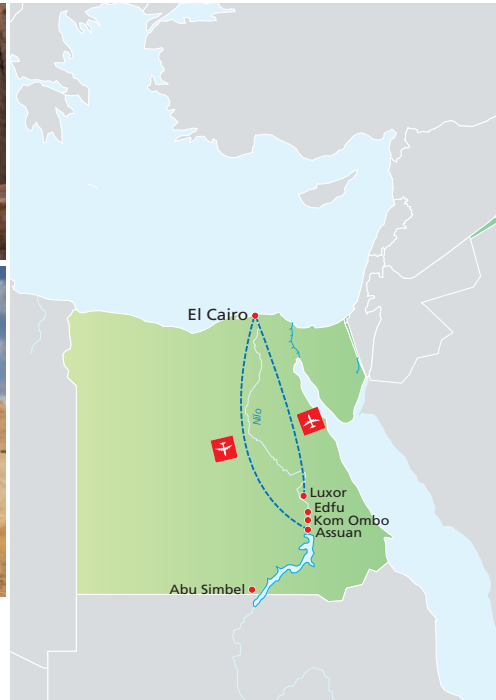 El Cairo
Nilo
Luxor
Edfu
Kom Ombo
Assuan
Abu Simbel